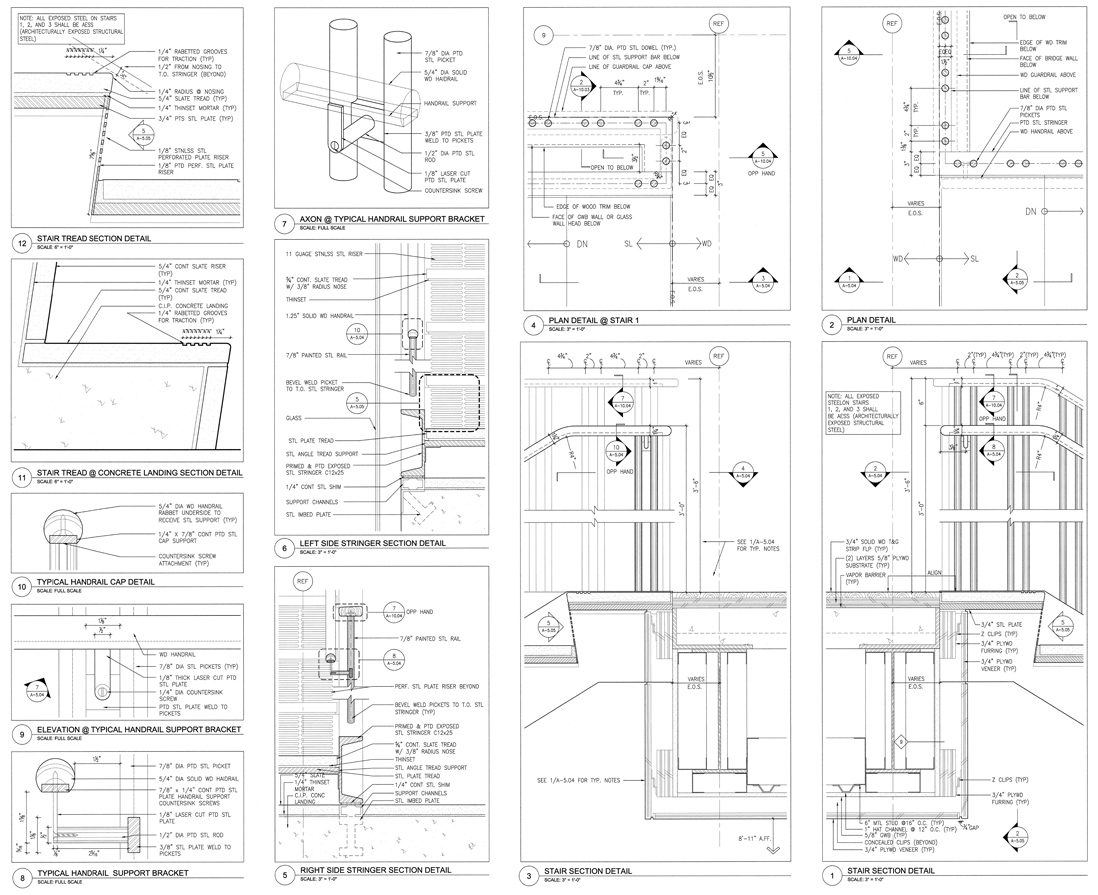 NOTE: ALL EXPOSED STEEL ON STAIRS
1, 2, AND 3 SHALL BE AESS
(ARCHITECTURALLY EXPOSED STRUCTURAL
STEEL)
1/4" RABETTED GROOVES
FOR TRACTION (TYP)
1/2" FROM NOSING TO
T.O. STRINGER (BEYOND)
1/4" RADIUS @ NOSING
5/4" SLATE TREAD (TYP)
1/4" THINSET MORTAR (TYP)
3/4" PTS STL PLATE (TYP)
5
A-5.05
1/8" STNLSS STL
PERFORATED PLATE RISER
1/8" PTD PERF. STL PLATE
RISER
12 STAIR TREAD SECTION DETAIL
SCALE: 6" = 1'-0"
5/4" CONT SLATE RISER
(TYP)
1/4" THINSET MORTAR (TYP)
5/4" CONT SLATE TREAD
(TYP)
C.I.P. CONCRETE LANDING
1/4" RABETTED GROOVES
FOR TRACTION (TYP)
11 STAIR TREAD @ CONCRETE LANDING SECTION DETAIL
SCALE: 6" = 1'-0"
5/4" DIA WD HANDRAIL
RABBET UNDERSIDE TO
RECEIVE STL SUPPORT (TYP)
1/4" X 7/8" CONT PTD STL
CAP SUPPORT
COUNTERSINK SCREW
ATTACHMENT (TYP)
10 TYPICAL HANDRAIL CAP DETAIL
SCALE: FULL SCALE
WD HANDRAIL
7/8" DIA STL PICKETS (TYP)
1/8" THICK LASER CUT PTD
STL PLATE
1/4" DIA COUNTERSINK
SCREW
PTD STL PLATE WELD TO
PICKETS
7
A-5.04
9 ELEVATION @ TYPICAL HANDRAIL SUPPORT BRACKET
SCALE: FULL SCALE
7/8" DIA PTD STL PICKET
5/4" DIA SOLID WD HAIDRAIL
7/8" x 1/4" CONT PTD STL
PLATE HANDRAIL SUPPORT
COUNTERSINK SCREWS
1/8" LASER CUT PTD STL
PLATE
1/2" DIA PTD STL ROD
3/8" STL PLATE WELD TO
PICKETS
8 TYPICAL HANDRAIL SUPPORT BRACKET
SCALE: FULL SCALE
7/8" DIA PTD
STL PICKET
5/4" DIA SOLID
WD HAIDRAIL
HANDRAIL SUPPORT
3/8" PTD STL PLATE
WELD TO PICKETS
1/2" DIA PTD STL
ROD
1/8" LASER CUT
PTD STL PLATE
COUNTERSINK SCREW
7 AXON @ TYPICAL HANDRAIL SUPPORT BRACKET
SCALE: FULL SCALE
11 GUAGE STNLSS STL RISER
CONT. SLATE TREAD
W/ 3/8" RADIUS NOSE
THINSET
1.25" SOLID WD HANDRAIL
10
A-5.04
7/8" PAINTED STL RAIL
BEVEL WELD PICKET
TO T.O. STL STRINGER
5
A-5.05
GLASS
STL PLATE TREAD
STL ANGLE TREAD SUPPORT
PRIMED & PTD EXPOSED
STL STRINGER C12x25
1/4" CONT STL SHIM
SUPPORT CHANNELS
STL IMBED PLATE
6 LEFT SIDE STRINGER SECTION DETAIL
SCALE: 3" = 1'-0"
REF
7
A-10.04
OPP HAND
7/8" PAINTED STL RAIL
8
A-5.04
PERF. STL PLATE RISER BEYOND
BEVEL WELD PICKETS TO T.O. STL
STRINGER (TYP)
PRIMED & PTD EXPOSED
STL STRINGER C12x25
CONT. SLATE TREAD
W/ 3/8" RADIUS NOSE
THINSET
STL ANGLE TREAD SUPPORT
STL PLATE TREAD
1/4" CONT STL SHIM
SUPPORT CHANNELS
STL IMBED PLATE
5/4" SLATE
1/4" THINSET
MORTAR
C.I.P. CONC
LANDING
5 RIGHT SIDE STRINGER SECTION DETAIL
SCALE: 3" = 1'-0"
REF
9
7/8" DIA. PTD STL DOWEL (TYP.)
LINE OF STL SUPPORT BAR BELOW
LINE OF GUARDRAIL CAP ABOVE
2
A-10.03
4¾" 2"
TYP. TYP.
E.O.S.
EQ EQ
5
A-10.04
OPP HAND
OPEN TO BELOW
EQ EQ
3"
EDGE OF WOOD TRIM BELOW
FACE OF GWB WALL OR GLASS
WALL HEAD BELOW
DN SL WD
VARIES
E.O.S.
3
A-5.04
4 PLAN DETAIL @ STAIR 1
SCALE: 3" = 1'-0"
REF
OPEN TO BELOW
5
A-10.04
EDGE OF WD TRIM
BELOW
FACE OF BRIDGE WALL
BELOW
WD GUARDRAIL ABOVE
LINE OF STL SUPPORT
BAR BELOW
7/8" DIA PTD STL
PICKETS
PTD STL STRINGER
WD HANDRAIL ABOVE
VARIES
E.O.S.
DN
WD SL
2
A-5.04
1
A-5.04
2 PLAN DETAIL
SCALE: 3" = 1'-0"
REF
4¾" 2" 4¾" VARIES
7
A-10.04
OPP HAND
10
A-5.04
OPP HAND
R4"
4
A-5.04
3'-6"
3'-0"
SEE 1/A-5.04
FOR TYP. NOTES
5
A-5.05
VARIES
E.O.S.
SEE 1/A-5.04 FOR TYP. NOTES
8'-11" A.F.F.
3 STAIR SECTION DETAIL
SCALE: 3" = 1'-0"
REF
VARIES
2"(TYP) 2"(TYP)
4¾"(TYP) 4¾"(TYP)
NOTE: ALL EXPOSED
STEELON STAIRS
1, 2, AND 3 SHALL
BE AESS (ARCHITECTURALLY
EXPOSED STRUCTURAL
STEEL)
6"
7
A-10.04
OPP HAND
8
A-5.04
R4"
R4"
2
A-5.04
3'-6"
3'-0"
3/4" SOLID WD T&G
STRIP FLP (TYP)
(2) LAYERS 5/8" PLYWD
SUBSTRATE (TYP)
VAPOR BARRIER
(TYP)
ALIGN
5
A-5.05
3/4" STL PLATE
Z CLIPS (TYP)
3/4" PLYWD
FURRING (TYP)
3/4" PLYWD
VENEER (TYP)
VARIES
E.O.S.
9
Z CLIPS (TYP)
3/4" PLYWD
FURRING (TYP)
6" MTL STUD @16" O.C. (TYP)
1" HAT CHANNEL @ 12" O.C. (TYP)
5/8" GWB (TYP)
CONCEALED CLIPS (BEYOND)
3/4" PLYWD VENEER (TYP)
GAP
2
A-5.04
1 STAIR SECTION DETAIL
SCALE: 3" = 1'-0"